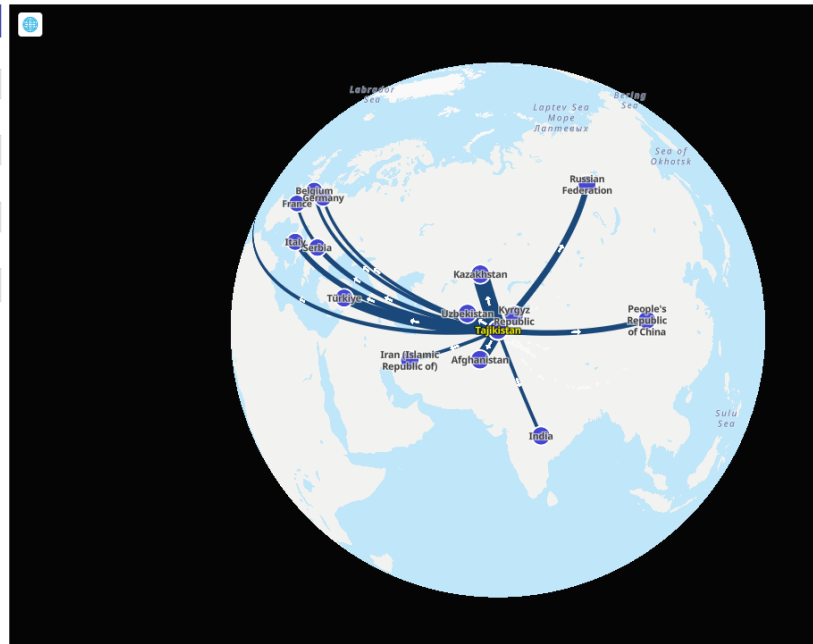 Labrador
Sea
Bering
Sea
Laptev Sea
Море
Лаптевых
Sea of
Okhotsk
Russian
Federation
Belgium
Germany
France
Italy
Serbia
Kazakhstan
Türkiye
Uzbekistan
Kyrgyz
Republic
Tajikistan
People's
Republic
of China
Iran (Islamic
Republic of)
Afghanistan
Sulu
Sea
India